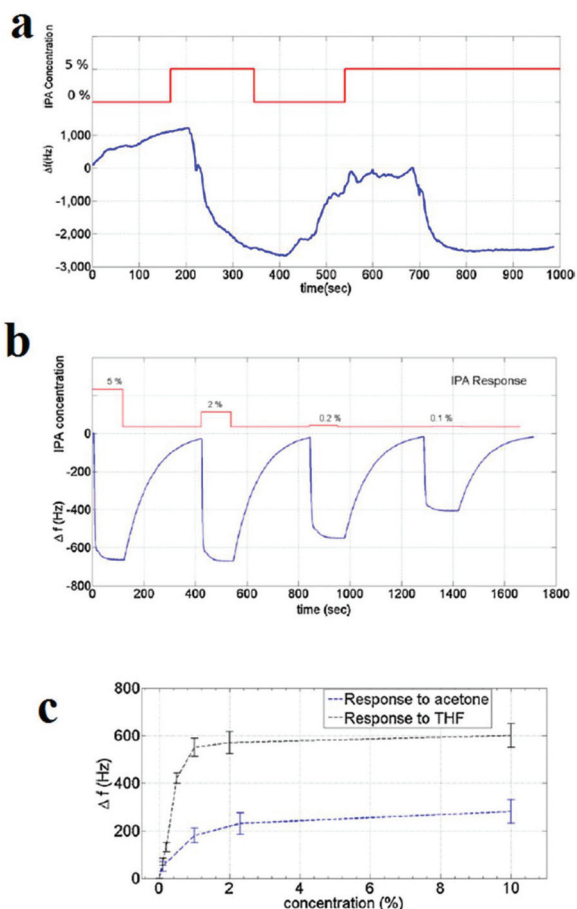 a
IPA Concentration
5 %
0 %
Δf(Hz)
1,000
0
-1,000
-2,000
-3,000
0 100 200 300 400 500 600 700 800 900 1000
time(sec)
b
IPA concentration
Δ f (Hz)
5 %
2 %
0.2 %
0.1 %
IPA Response
0
-200
-400
-600
-800
0 200 400 600 800 1000 1200 1400 1600 1800
time (sec)
c
Δ f (Hz)
800
600
400
200
0
Response to acetone
Response to THF
0 2 4 6 8 10
concentration (%)